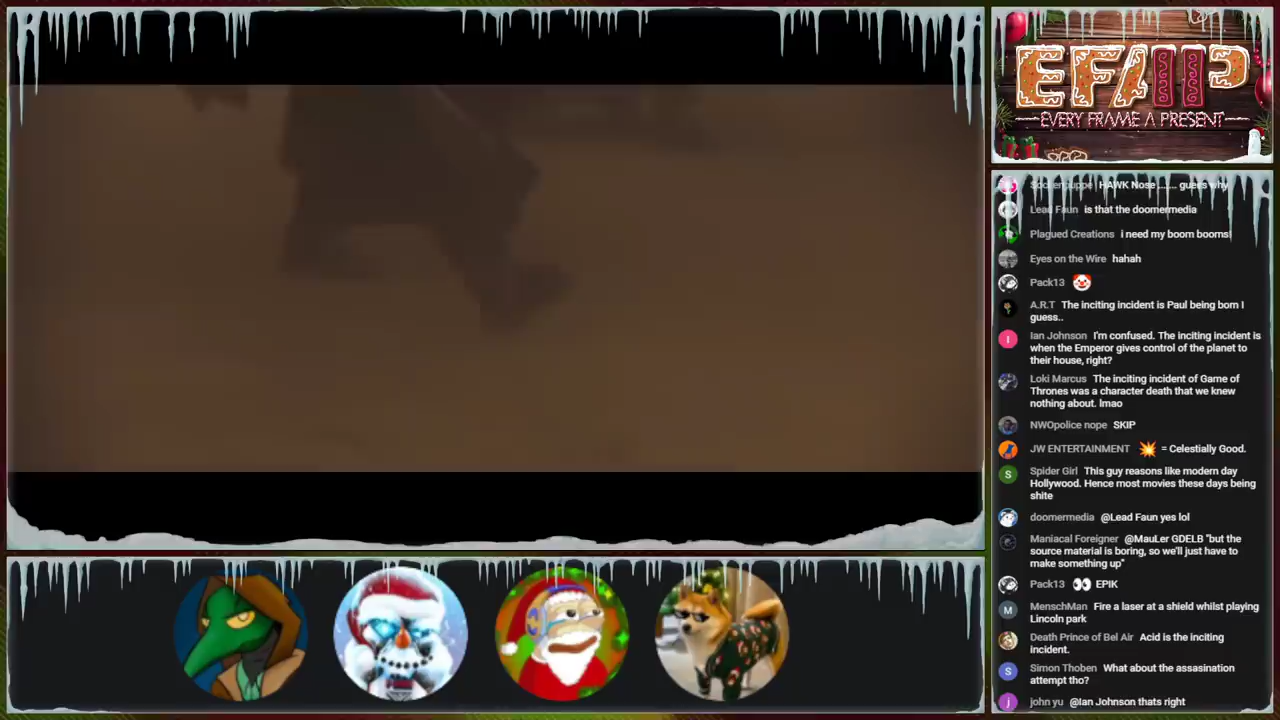 EFAP
EVERY FRAME A PRESENT
HAWK Nose ....... guess why
Lead Faun is that the doomermedia
Plagued Creations i need my boom booms!
Eyes on the Wire hahah
Pack13
A.R.T The inciting incident is Paul being born I
guess..
Ian Johnson I'm confused. The inciting incident is
when the Emperor gives control of the planet to
their house, right?
Loki Marcus The inciting incident of Game of
Thrones was a character death that we knew
nothing about. lmao
NWOpolice nope SKIP
JW ENTERTAINMENT 💥 = Celestially Good.
Spider Girl This guy reasons like modern day
Hollywood. Hence most movies these days being
shite
doomermedia @Lead Faun yes lol
Maniacal Foreigner @MauLer GDELB "but the
source material is boring, so we'll just have to
make something up"
Pack13 👀 EPIK
MenschMan Fire a laser at a shield whilst playing
Lincoln park
Death Prince of Bel Air Acid is the inciting
incident.
Simon Thoben What about the assasination
attempt tho?
john yu @Ian Johnson thats right